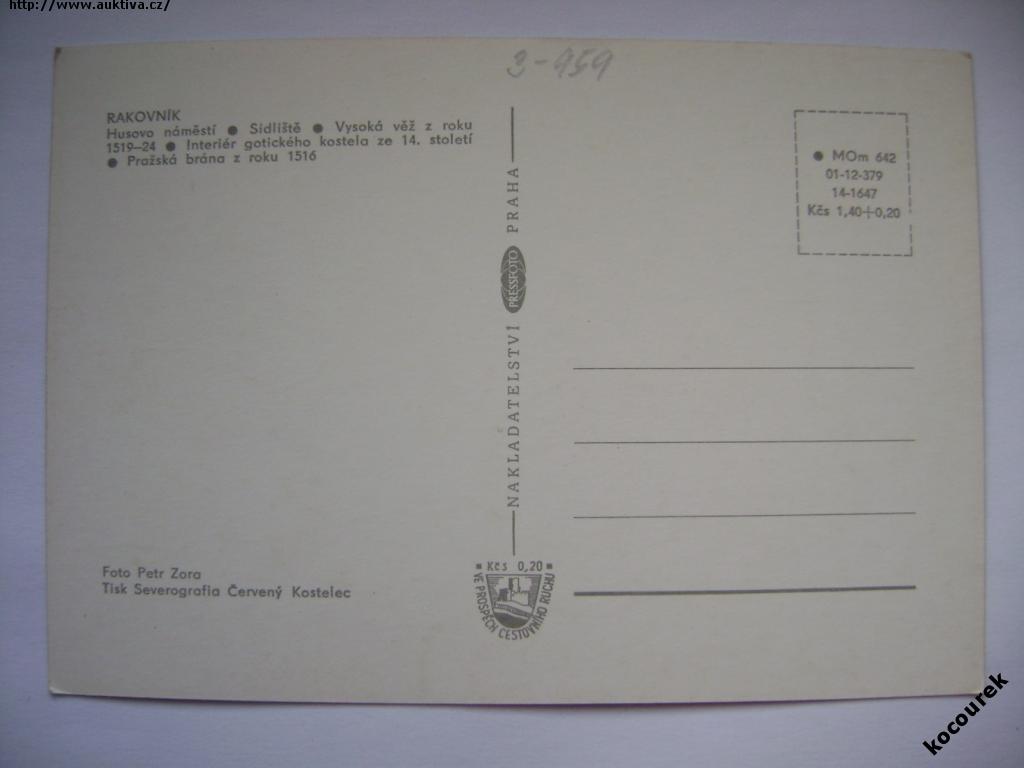 http://www.auktiva.cz/
3-959
RAKOVNÍK
Husovo náměstí ● Sídliště ● Vysoká věž z roku
1519–24 ● Interiér gotického kostela ze 14. století
● Pražská brána z roku 1516
● MOm 642
01-12-379
14-1647
Kčs 1,40+0,20
NAKLADATELSTVÍ PRESSFOTO PRAHA
Foto Petr Zora
Tisk Severografia Červený Kostelec
Kčs 0,20
VE PROSPĚCH CESTOVNÍHO RUCHU
kocourek